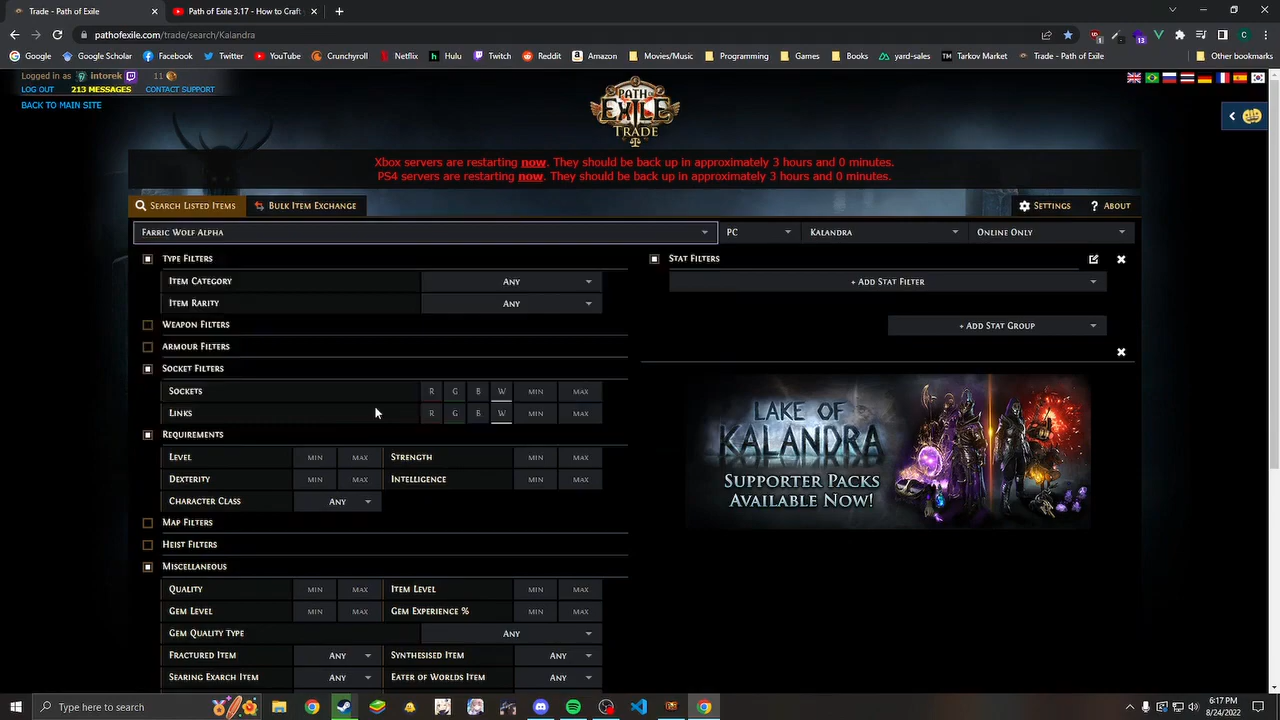 Trade - Path of Exile
Path of Exile 3.17 - How to Craft
pathofexile.com/trade/search/Kalandra
Google
Google Scholar
Facebook
Twitter
YouTube
Crunchyroll
Netflix
Hulu
Twitch
Reddit
Amazon
Movies/Music
Programming
Games
Books
yard-sales
Tarkov Market
Trade - Path of Exile
Other bookmarks
Logged in as intorek 11
LOG OUT 213 MESSAGES CONTACT SUPPORT
BACK TO MAIN SITE
PATH OF EXILE TRADE
Xbox servers are restarting now. They should be back up in approximately 3 hours and 0 minutes.
PS4 servers are restarting now. They should be back up in approximately 3 hours and 0 minutes.
SEARCH LISTED ITEMS
BULK ITEM EXCHANGE
SETTINGS
? ABOUT
FARRIC WOLF ALPHA
PC
KALANDRA
ONLINE ONLY
TYPE FILTERS
ITEM CATEGORY ANY
ITEM RARITY ANY
WEAPON FILTERS
ARMOUR FILTERS
SOCKET FILTERS
SOCKETS R G B W MIN MAX
LINKS R G B W MIN MAX
REQUIREMENTS
LEVEL MIN MAX STRENGTH MIN MAX
DEXTERITY MIN MAX INTELLIGENCE MIN MAX
CHARACTER CLASS ANY
MAP FILTERS
HEIST FILTERS
MISCELLANEOUS
QUALITY MIN MAX ITEM LEVEL MIN MAX
GEM LEVEL MIN MAX GEM EXPERIENCE % MIN MAX
GEM QUALITY TYPE ANY
FRACTURED ITEM ANY SYNTHESISED ITEM ANY
SEARING EXARCH ITEM ANY EATER OF WORLDS ITEM ANY
STAT FILTERS
+ ADD STAT FILTER
+ ADD STAT GROUP
LAKE OF
KALANDRA
SUPPORTER PACKS
AVAILABLE NOW!
Type here to search
6:17 PM
8/24/2022